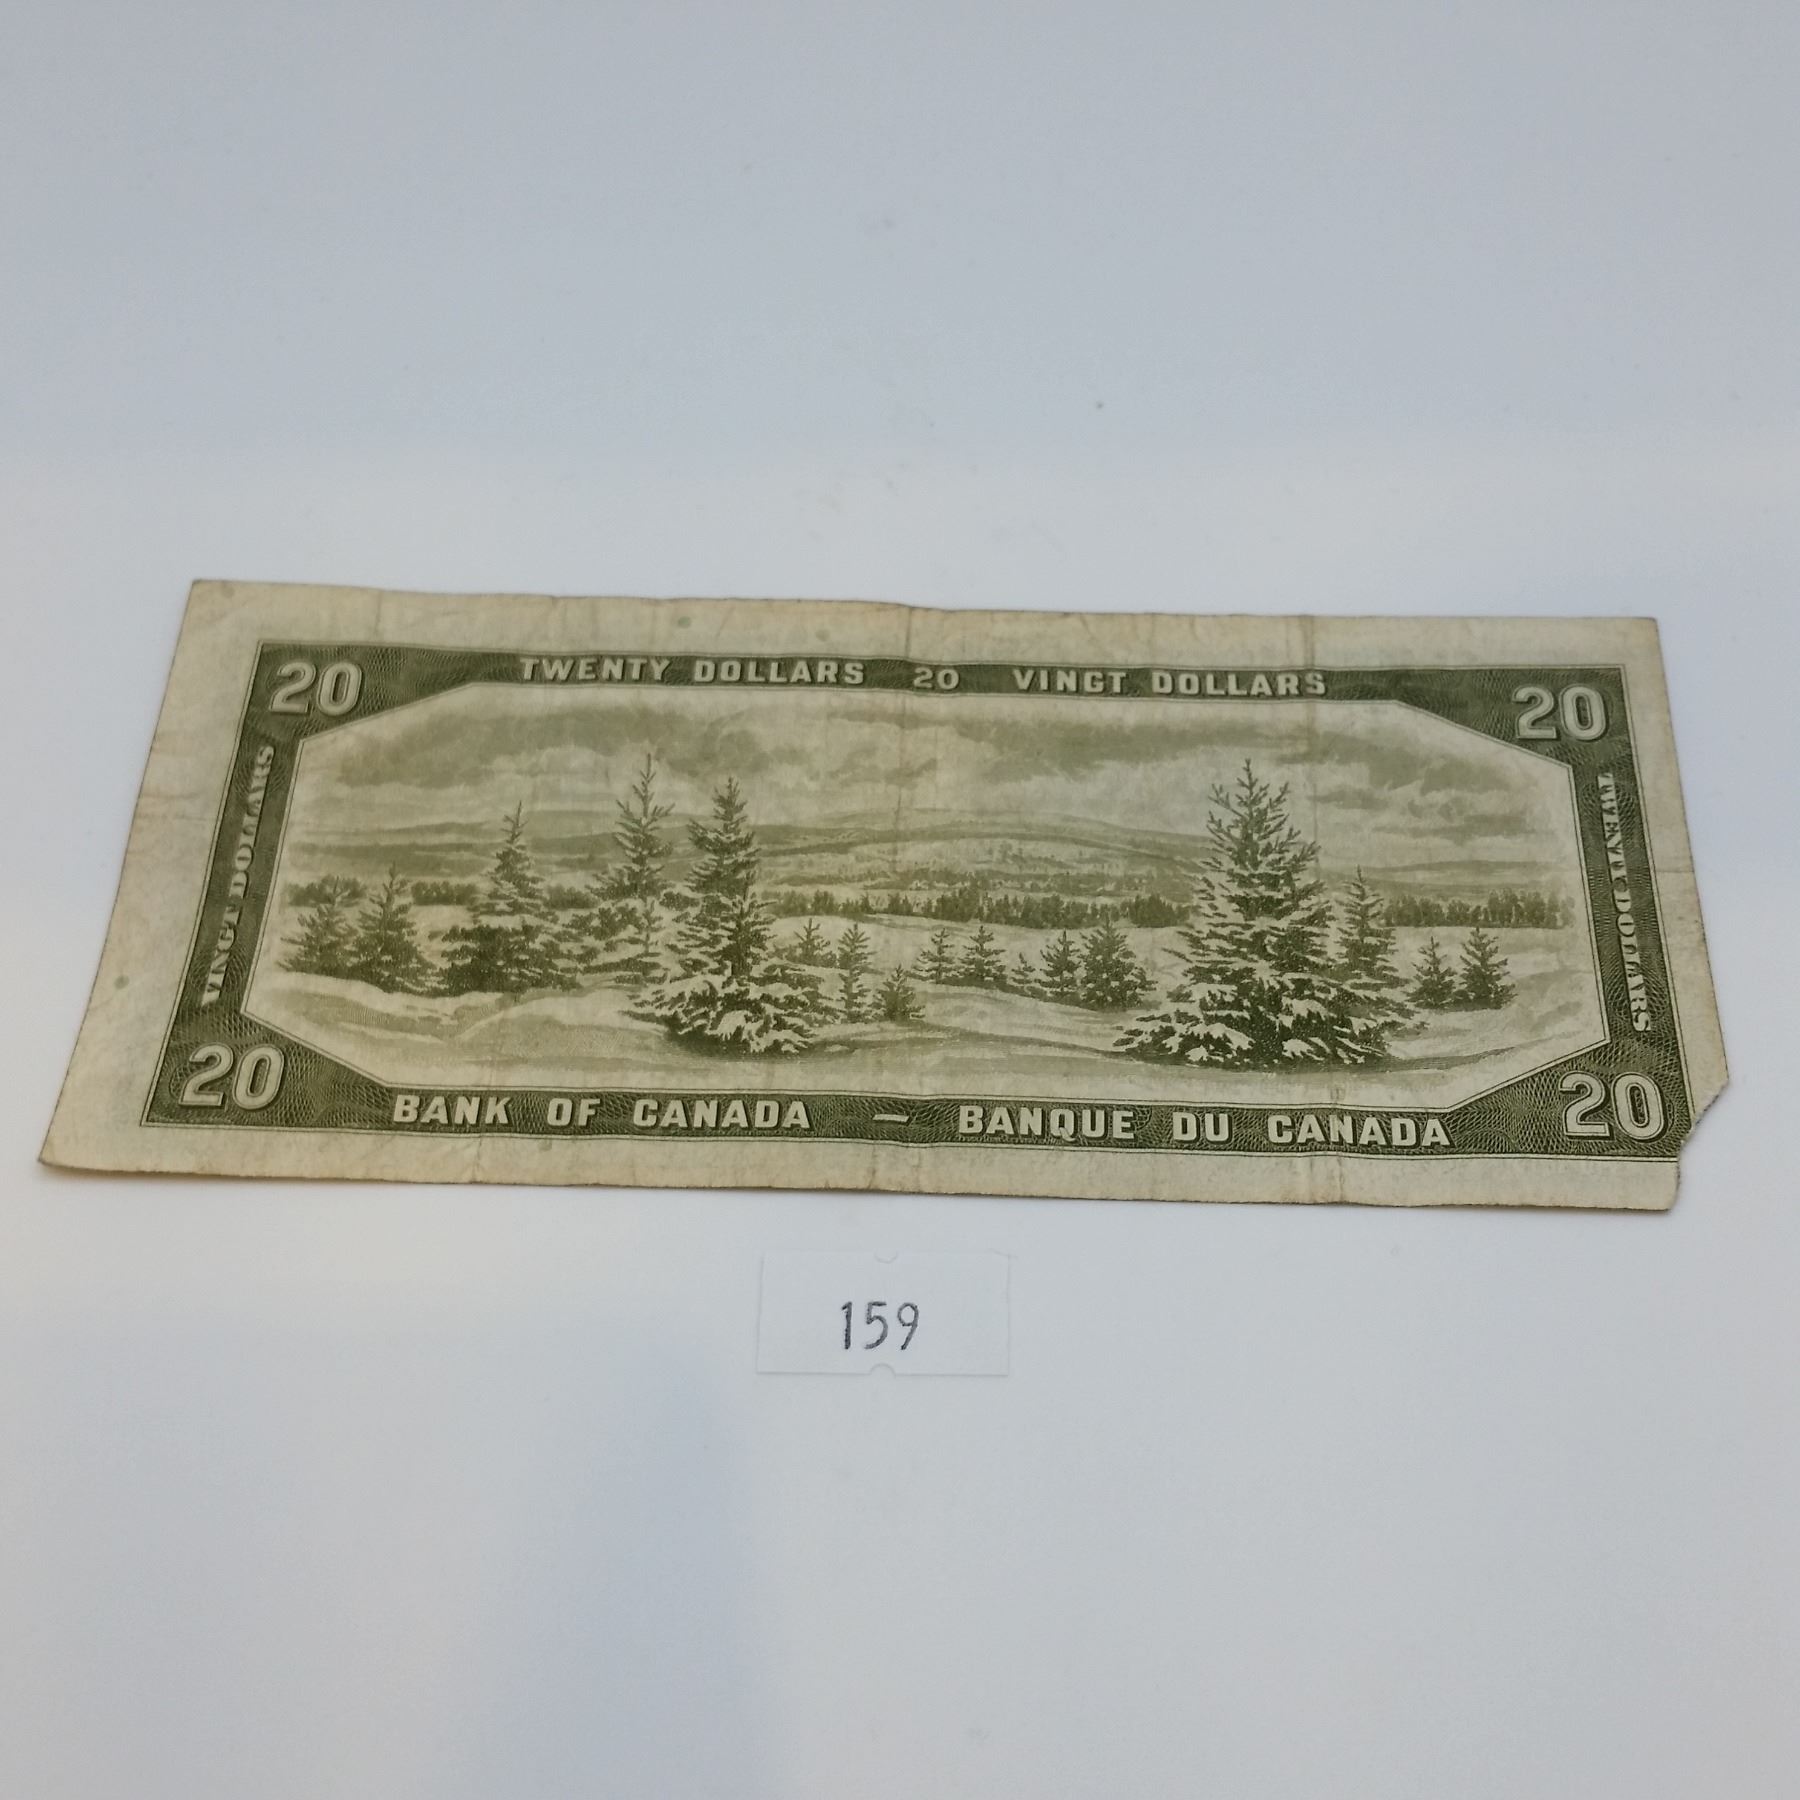 20 TWENTY DOLLARS 20 VINGT DOLLARS 20
VINGT DOLLARS
TWENTY DOLLARS
20 BANK OF CANADA — BANQUE DU CANADA 20
159